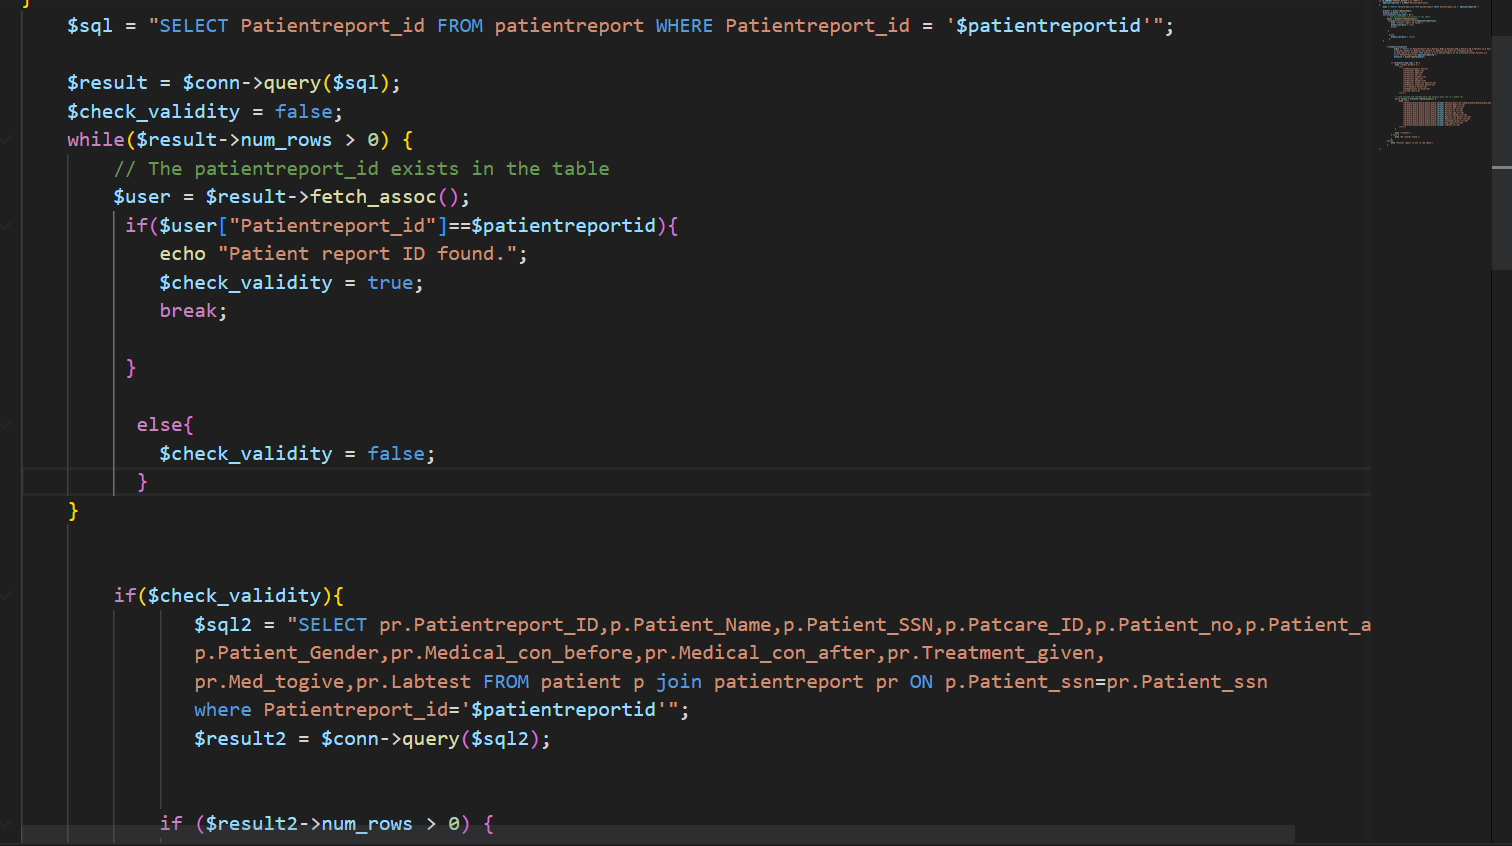 }
$sql = "SELECT Patientreport_id FROM patientreport WHERE Patientreport_id = '$patientreportid'";
$result = $conn->query($sql);
$check_validity = false;
while($result->num_rows > 0) {
// The patientreport_id exists in the table
$user = $result->fetch_assoc();
if($user["Patientreport_id"]==$patientreportid){
echo "Patient report ID found.";
$check_validity = true;
break;
}
else{
$check_validity = false;
}
}
if($check_validity){
$sql2 = "SELECT pr.Patientreport_ID,p.Patient_Name,p.Patient_SSN,p.Patcare_ID,p.Patient_no,p.Patient_a
p.Patient_Gender,pr.Medical_con_before,pr.Medical_con_after,pr.Treatment_given,
pr.Med_togive,pr.Labtest FROM patient p join patientreport pr ON p.Patient_ssn=pr.Patient_ssn
where Patientreport_id='$patientreportid'";
$result2 = $conn->query($sql2);
if ($result2->num_rows > 0) {